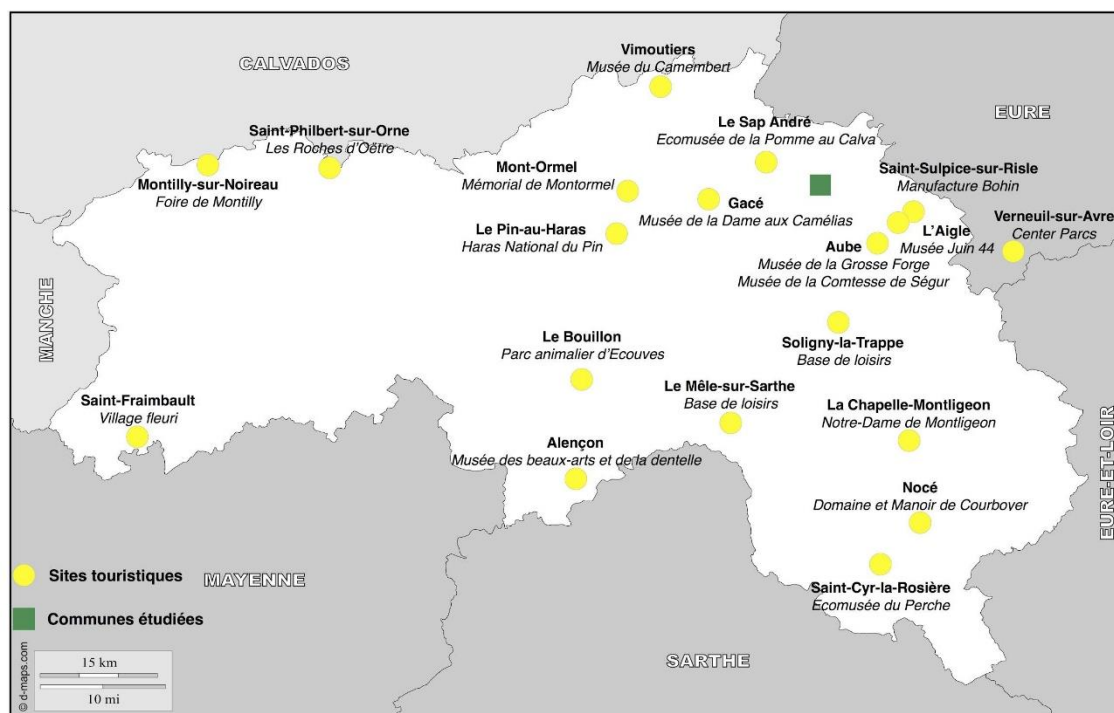 Vimoutiers
Musée du Camembert
CALVADOS
EURE
Le Sap André
Ecomusée de la Pomme au Calva
Saint-Philbert-sur-Orne
Les Roches d'Oëtre
Mont-Ormel
Mémorial de Montormel
Saint-Sulpice-sur-Risle
Manufacture Bohin
Montilly-sur-Noireau
Foire de Montilly
Gacé
Musée de la Dame aux Camélias
Verneuil-sur-Avre
Center Parcs
Le Pin-au-Haras
Haras National du Pin
L'Aigle
Musée Juin 44
Aube
Musée de la Grosse Forge
Musée de la Comtesse de Ségur
MANCHE
Le Bouillon
Parc animalier d'Ecouves
Soligny-la-Trappe
Base de loisirs
Saint-Fraimbault
Village fleuri
Le Mêle-sur-Sarthe
Base de loisirs
La Chapelle-Montligeon
Notre-Dame de Montligeon
Alençon
Musée des beaux-arts et de la dentelle
EURE-ET-LOIR
Nocé
Domaine et Manoir de Courboyer
Sites touristiques
MAYENNE
Saint-Cyr-la-Rosière
Ecomusée du Perche
Communes étudiées
SARTHE
15 km
10 mi
© d-maps.com